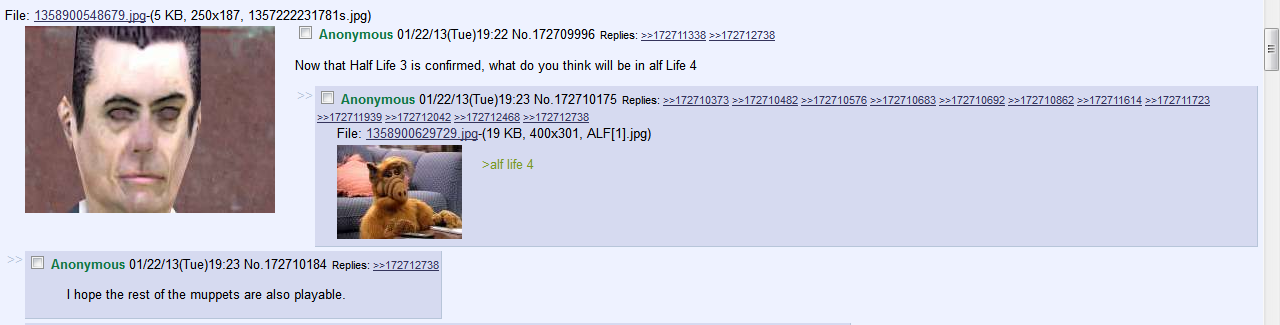 File: 1358900548679.jpg-(5 KB, 250x187, 1357222231781s.jpg)
Anonymous 01/22/13(Tue)19:22 No.172709996 Replies: >>172711338 >>172712738
Now that Half Life 3 is confirmed, what do you think will be in alf Life 4
>> Anonymous 01/22/13(Tue)19:23 No.172710175 Replies: >>172710373 >>172710482 >>172710576 >>172710683 >>172710692 >>172710862 >>172711614 >>172711723
>>172711939 >>172712042 >>172712468 >>172712738
File: 1358900629729.jpg-(19 KB, 400x301, ALF[1].jpg)
>alf life 4
>> Anonymous 01/22/13(Tue)19:23 No.172710184 Replies: >>172712738
I hope the rest of the muppets are also playable.